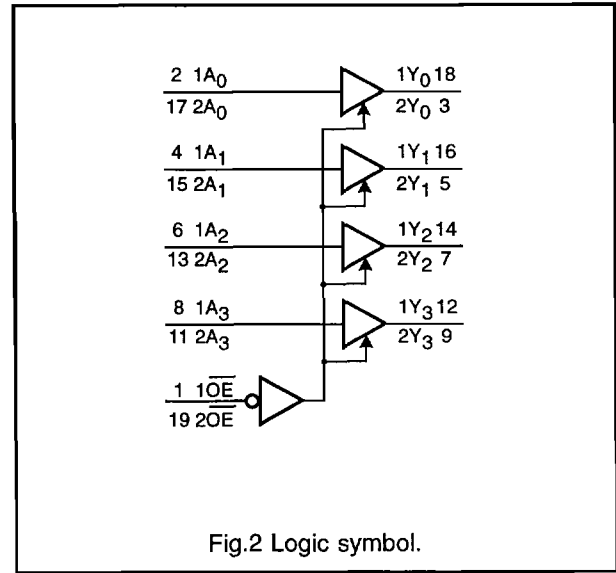 2 1A0 1Y0 18
17 2A0 2Y0 3
4 1A1 1Y1 16
15 2A1 2Y1 5
6 1A2 1Y2 14
13 2A2 2Y2 7
8 1A3 1Y3 12
11 2A3 2Y3 9
1 1O̅E̅
19 2O̅E̅
Fig.2 Logic symbol.